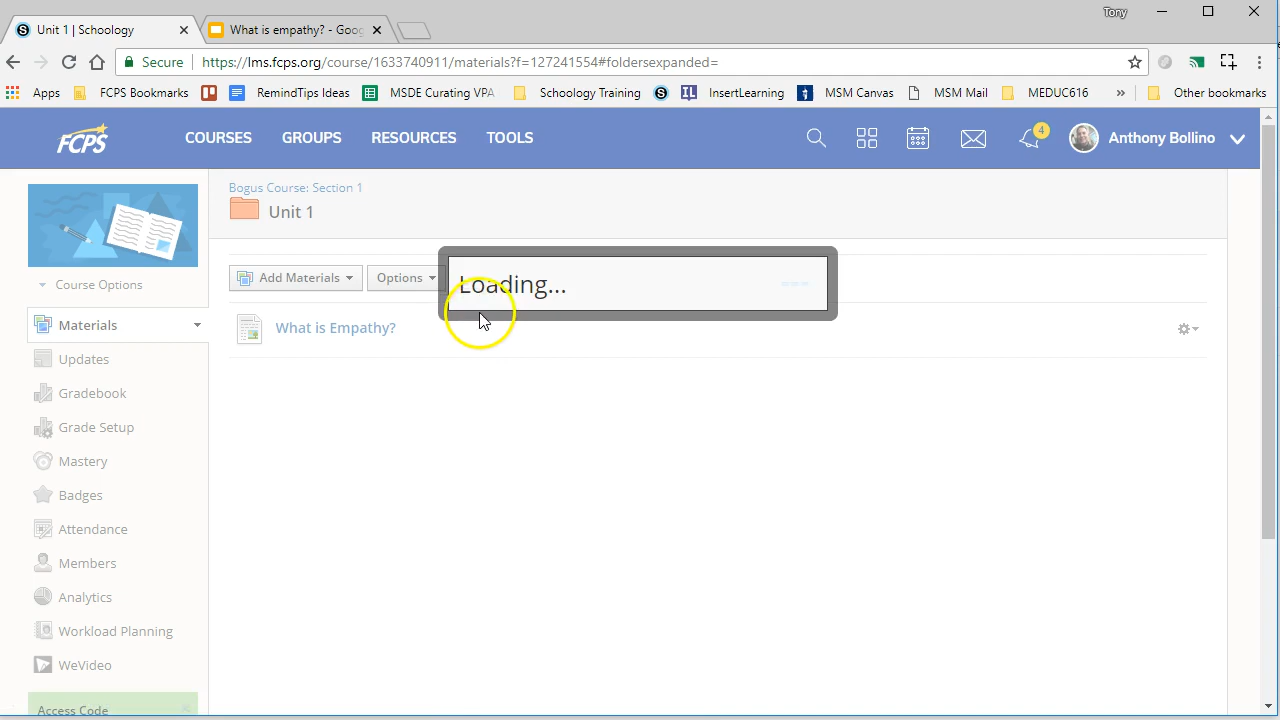 Tony
Unit 1 | Schoology
What is empathy? - Goo
Secure
https://lms.fcps.org/course/1633740911/materials?f=127241554#foldersexpanded=
Apps
FCPS Bookmarks
RemindTips Ideas
MSDE Curating VPA
Schoology Training
InsertLearning
MSM Canvas
MSM Mail
MEDUC616
»
Other bookmarks
FCPS
COURSES
GROUPS
RESOURCES
TOOLS
4
Anthony Bollino
Bogus Course: Section 1
Unit 1
Course Options
Add Materials
Options
Loading...
What is Empathy?
Materials
Updates
Gradebook
Grade Setup
Mastery
Badges
Attendance
Members
Analytics
Workload Planning
WeVideo
Access Code